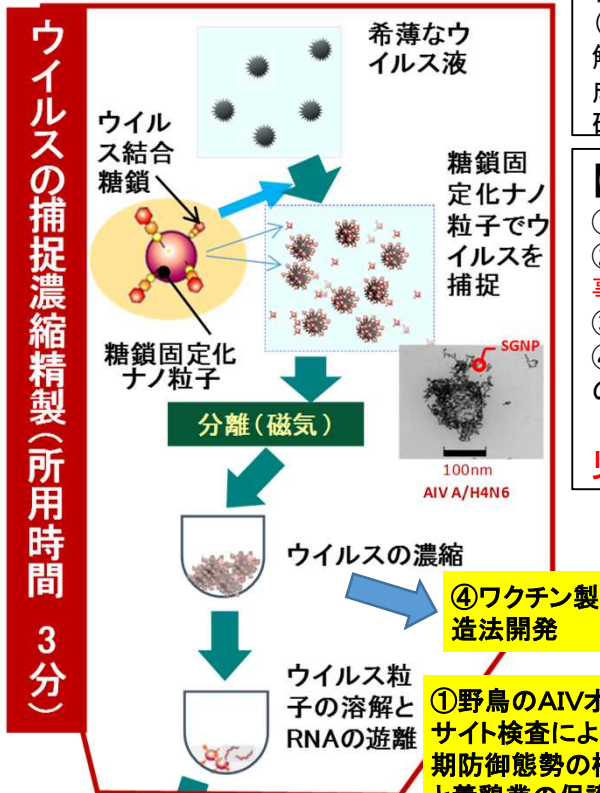 ウイルスの捕捉濃縮精製(所用時間 3分)
希薄なウ
イルス液
ウイル
ス結合
糖鎖
糖鎖固
定化ナノ
粒子でウ
イルスを
捕捉
糖鎖固定化
ナノ粒子
SGNP
100nm
AIV A/H4N6
分離(磁気)
ウイルスの濃縮
④ワクチン製
造法開発
ウイルス粒
子の溶解と
RNAの遊離
①野鳥のAIVオ
サイト検査によ
期防御態勢の
①
②
③
④
の